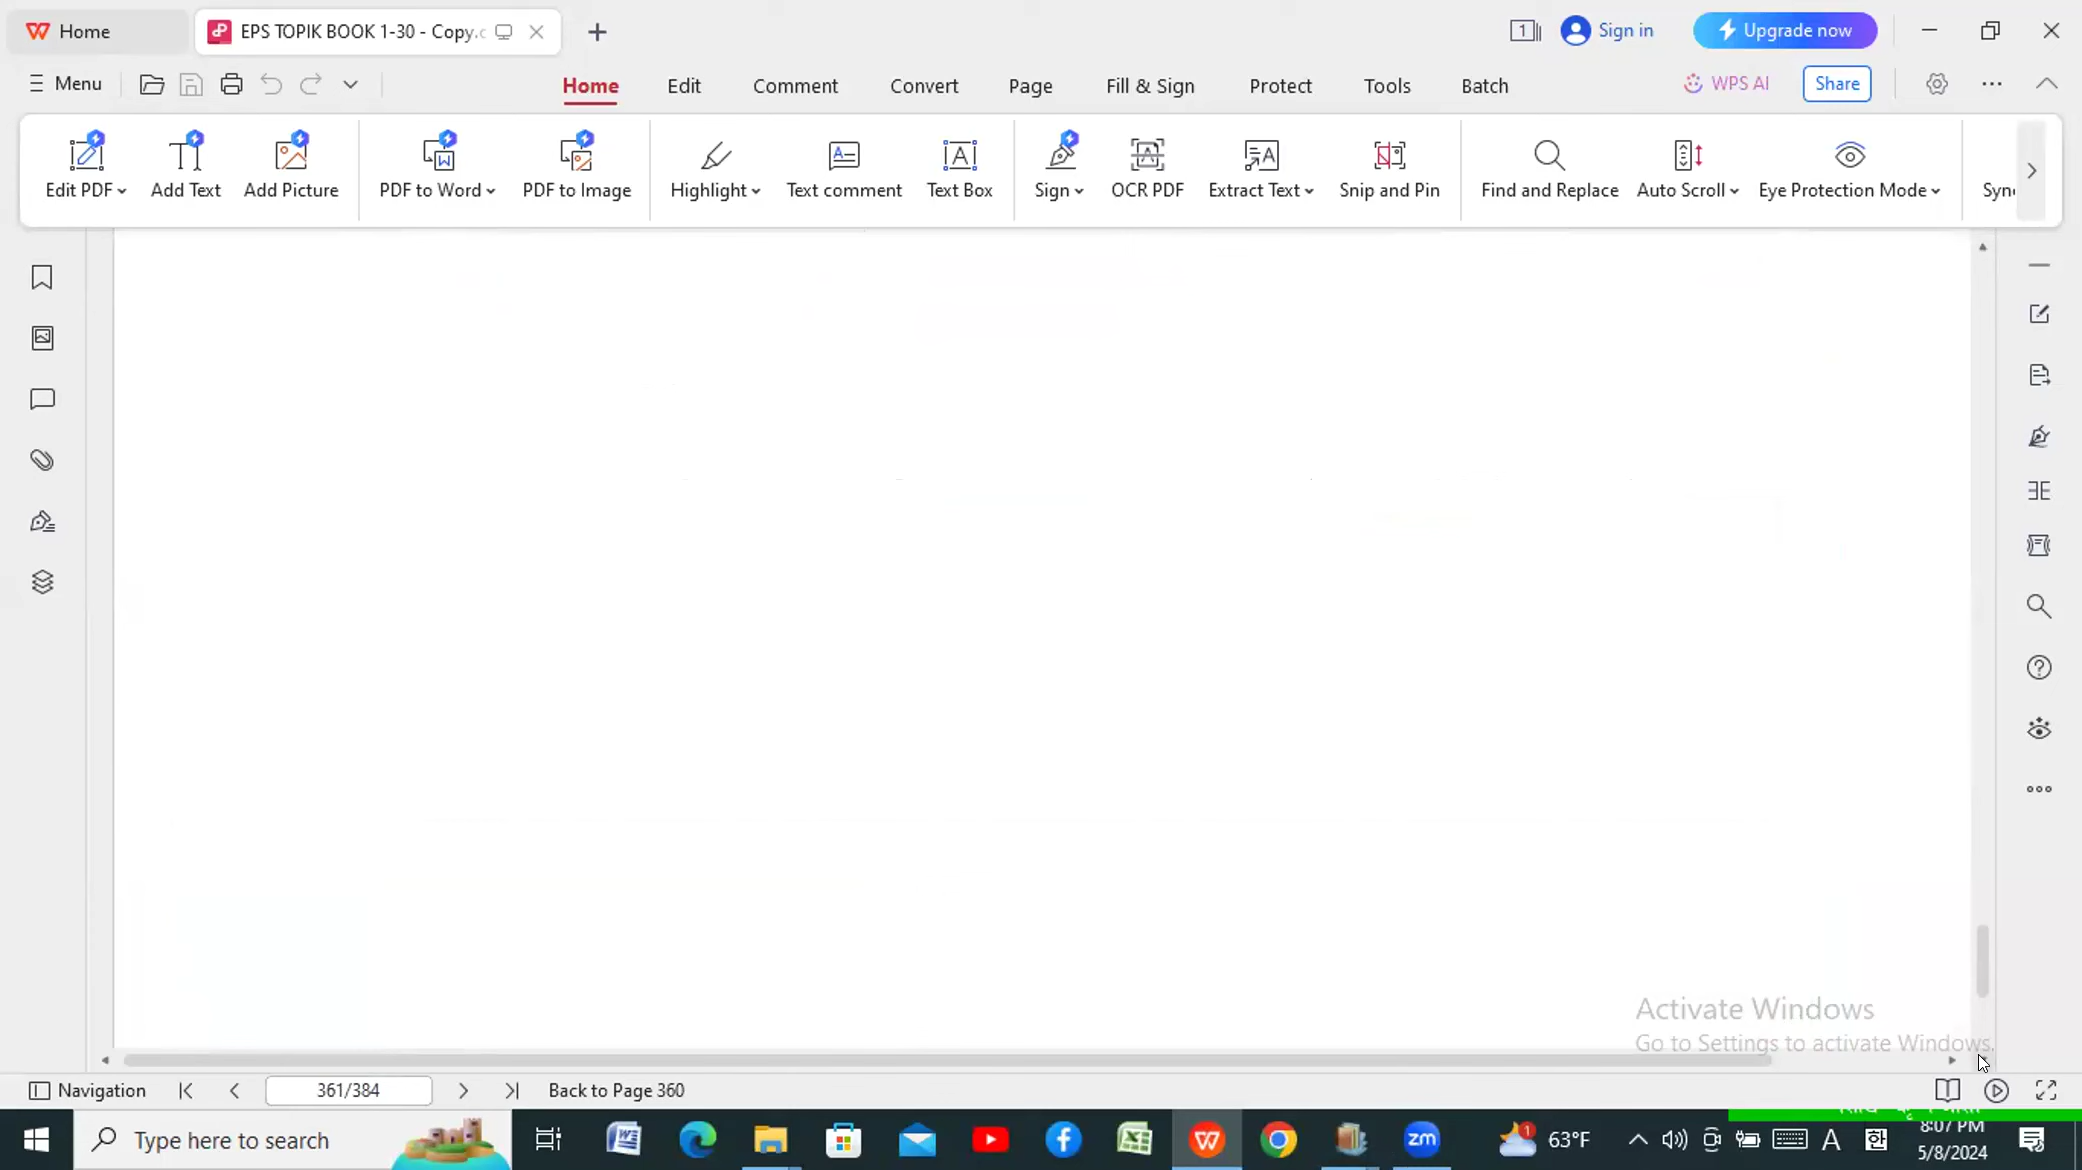 Home
EPS TOPIK BOOK 1-30 - Copy.c
Sign in
Upgrade now
Menu
Home
Edit
Comment
Convert
Page
Fill & Sign
Protect
Tools
Batch
WPS AI
Share
Edit PDF
Add Text
Add Picture
PDF to Word
PDF to Image
Highlight
Text comment
Text Box
Sign
OCR PDF
Extract Text
Snip and Pin
Find and Replace
Auto Scroll
Eye Protection Mode
Activate Windows
Go to Settings to activate Windows.
Navigation
361/384
Back to Page 360
Type here to search
zm
63°F
A
8:07 PM
5/8/2024